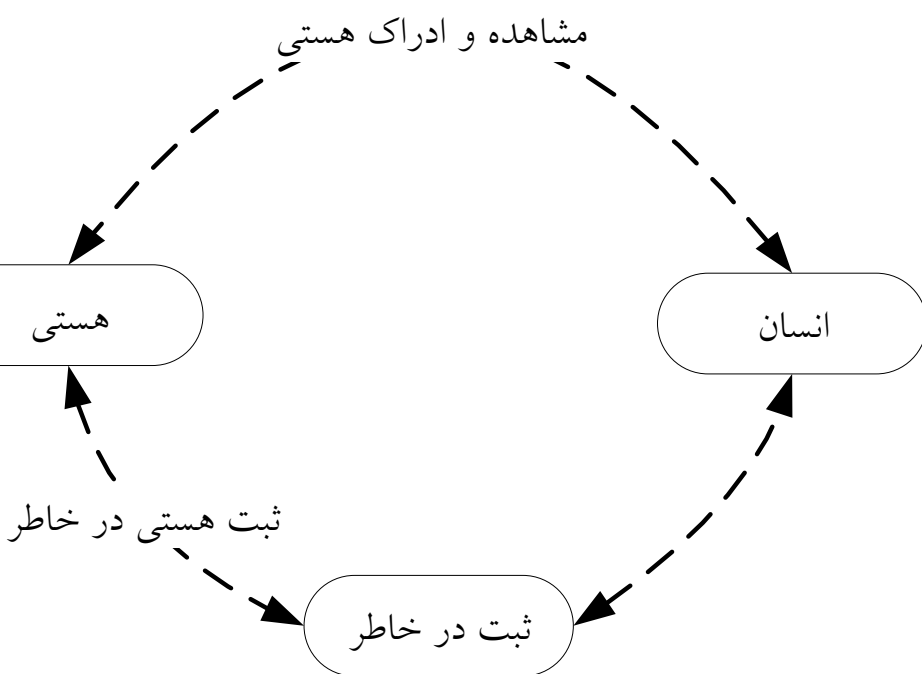 مشاهده و ادراک هستی
انسان
هستی
ثبت هستی در خاطر
ثبت در خاطر